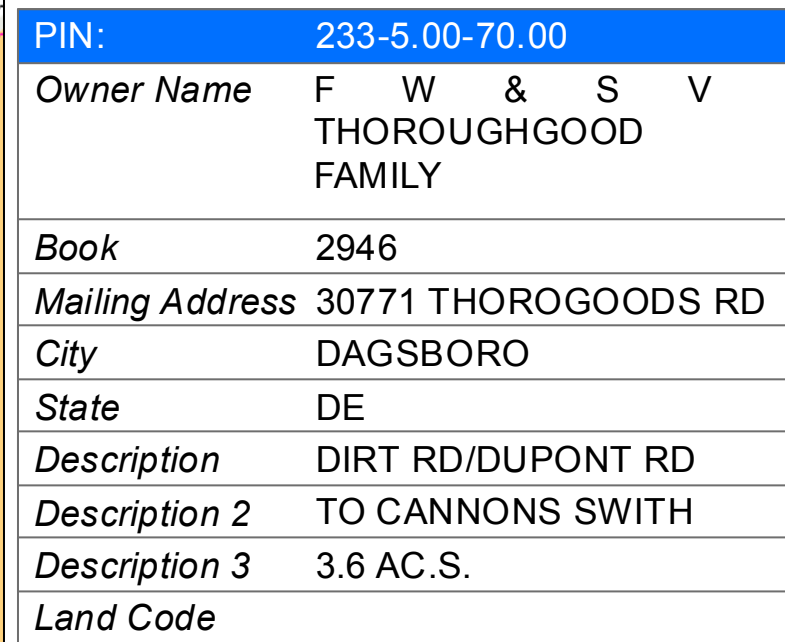 PIN: 233-5.00-70.00
Owner Name F W & S V
THOROUGHGOOD
FAMILY
Book 2946
Mailing Address 30771 THOROGOODS RD
City DAGSBORO
State DE
Description DIRT RD/DUPONT RD
Description 2 TO CANNONS SWITH
Description 3 3.6 AC.S.
Land Code